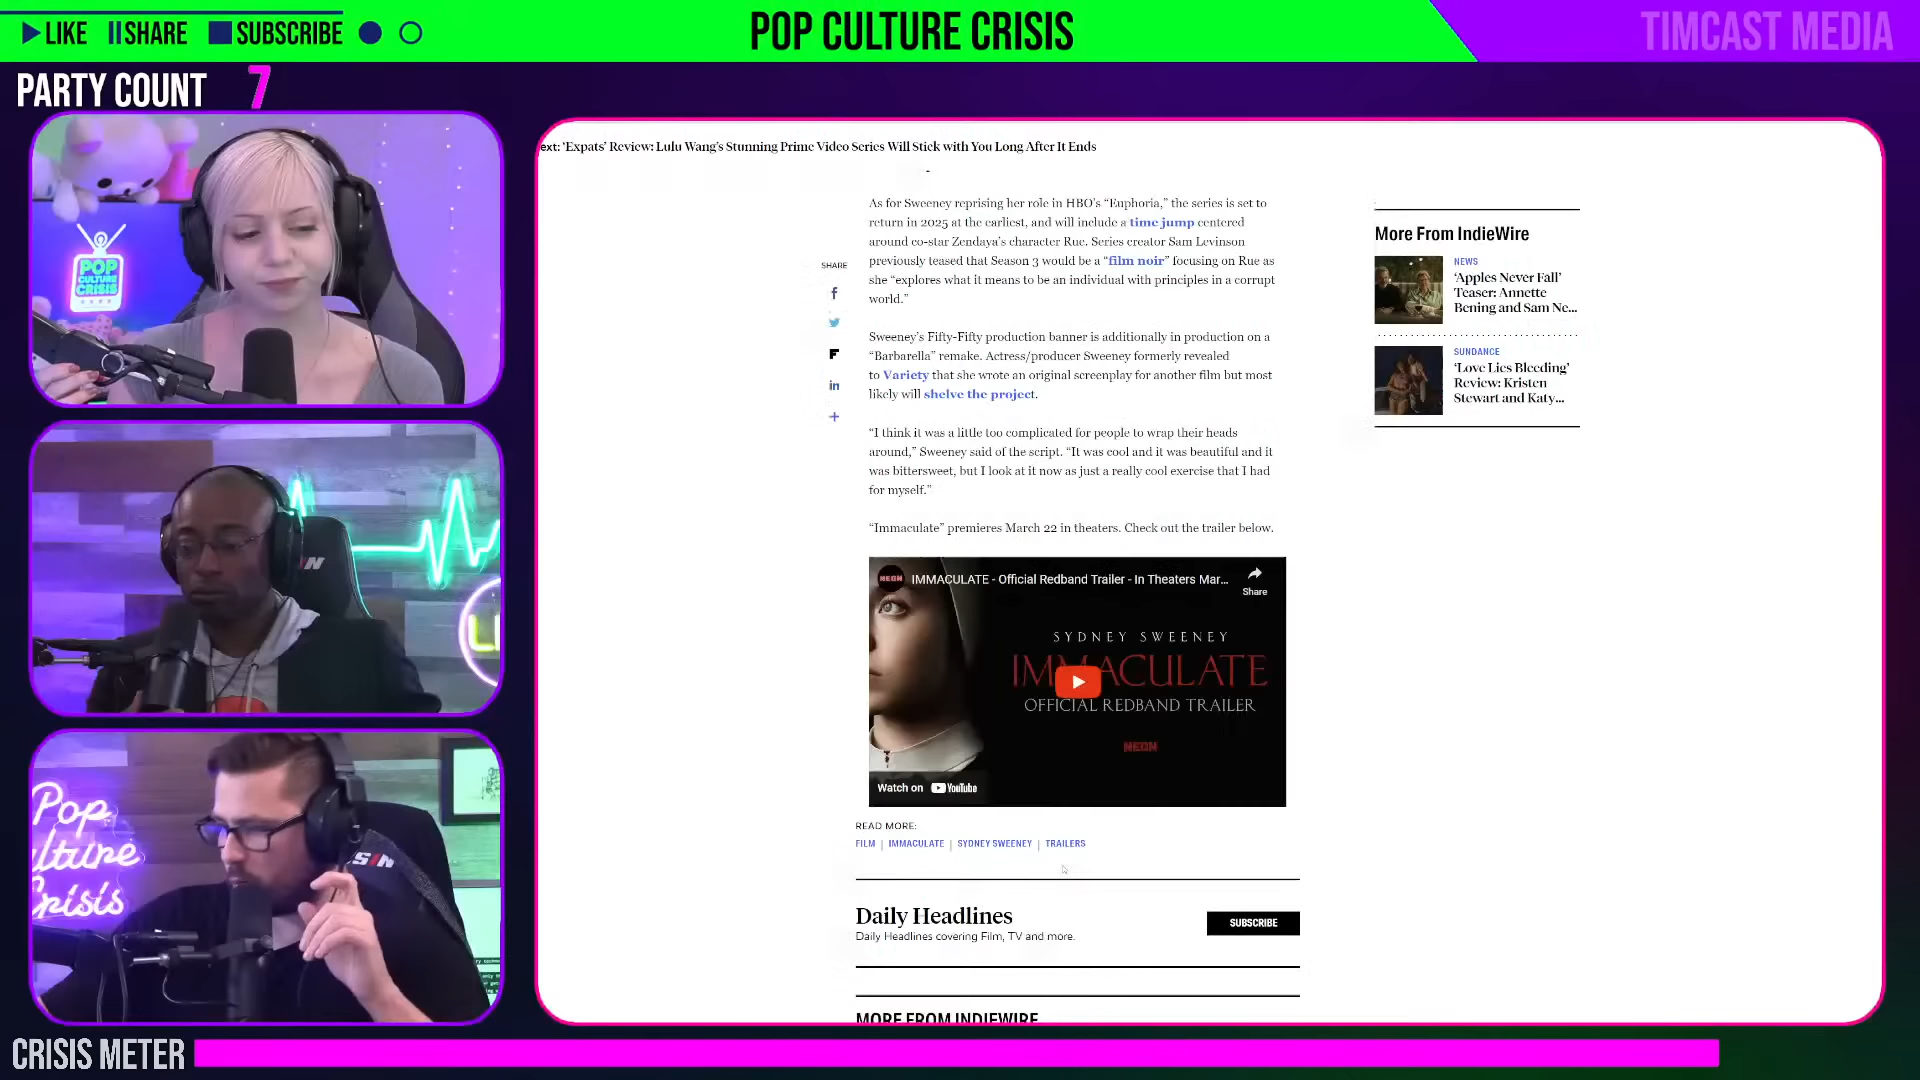 LIKE SHARE SUBSCRIBE
POP CULTURE CRISIS
TIMCAST MEDIA
PARTY COUNT 7
POP
CULTURE
CRISIS
Pop
Crisis
ext: ‘Expats’ Review: Lulu Wang’s Stunning Prime Video Series Will Stick with You Long After It Ends
SHARE
As for Sweeney reprising her role in HBO’s “Euphoria,” the series is set to
return in 2025 at the earliest, and will include a time jump centered
around co-star Zendaya’s character Rue. Series creator Sam Levinson
previously teased that Season 3 would be a “film noir” focusing on Rue as
she “explores what it means to be an individual with principles in a corrupt
world.”
Sweeney’s Fifty-Fifty production banner is additionally in production on a
“Barbarella” remake. Actress/producer Sweeney formerly revealed
to Variety that she wrote an original screenplay for another film but most
likely will shelve the project.
“I think it was a little too complicated for people to wrap their heads
around,” Sweeney said of the script. “It was cool and it was beautiful and it
was bittersweet, but I look at it now as just a really cool exercise that I had
for myself.”
“Immaculate” premieres March 22 in theaters. Check out the trailer below.
NEON IMMACULATE - Official Redband Trailer - In Theaters Mar...
Share
SYDNEY SWEENEY
IMMACULATE
OFFICIAL REDBAND TRAILER
NEON
Watch on YouTube
READ MORE:
FILM | IMMACULATE | SYDNEY SWEENEY | TRAILERS
Daily Headlines
Daily Headlines covering Film, TV and more.
SUBSCRIBE
MORE FROM INDIEWIRE
More From IndieWire
NEWS
‘Apples Never Fall’
Teaser: Annette
Bening and Sam Ne...
SUNDANCE
‘Love Lies Bleeding’
Review: Kristen
Stewart and Katy...
CRISIS METER